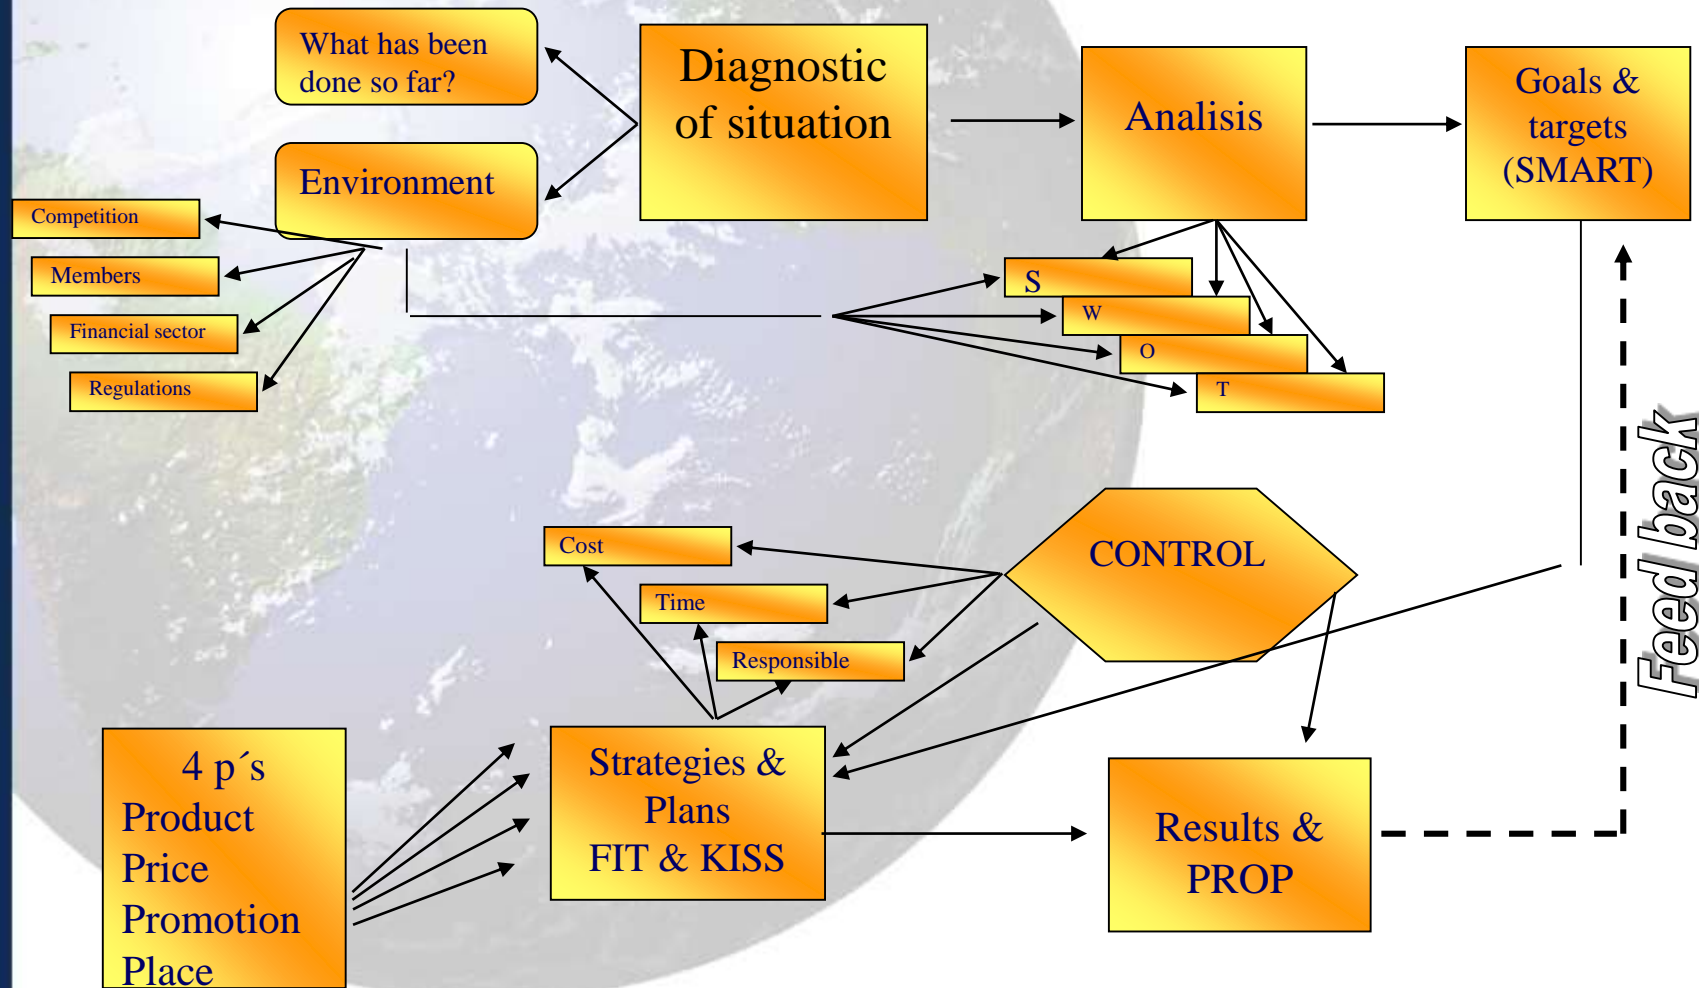 What has been
done so far?
Diagnostic
of situation
Analisis
Goals &
targets
(SMART)
Environment
Competition
Members
Financial sector
Regulations
S
W
O
T
Feed back
CONTROL
Cost
Time
Responsible
4 p´s
Product
Price
Promotion
Place
Strategies &
Plans
FIT & KISS
Results &
PROP